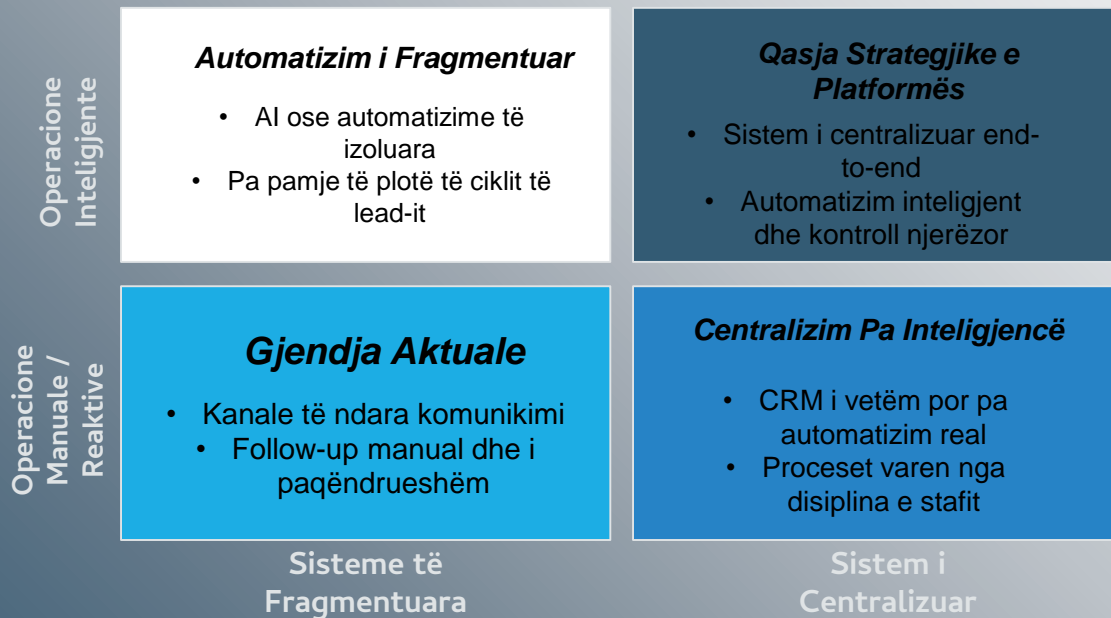 Operacione
Inteligjente
Automatizim i Fragmentuar
• AI ose automatizime të
izoluara
• Pa pamje të plotë të ciklit të
lead-it
Qasja Strategjike e
Platformës
• Sistem i centralizuar end-
to-end
• Automatizim inteligjent
dhe kontroll njerëzor
Operacione
Manuale /
Reaktive
Gjendja Aktuale
• Kanale të ndara komunikimi
• Follow-up manual dhe i
paqëndrueshëm
Centralizim Pa Inteligjencë
• CRM i vetëm por pa
automatizim real
• Proceset varen nga
disiplina e stafit
Sisteme të
Fragmentuara
Sistem i
Centralizuar